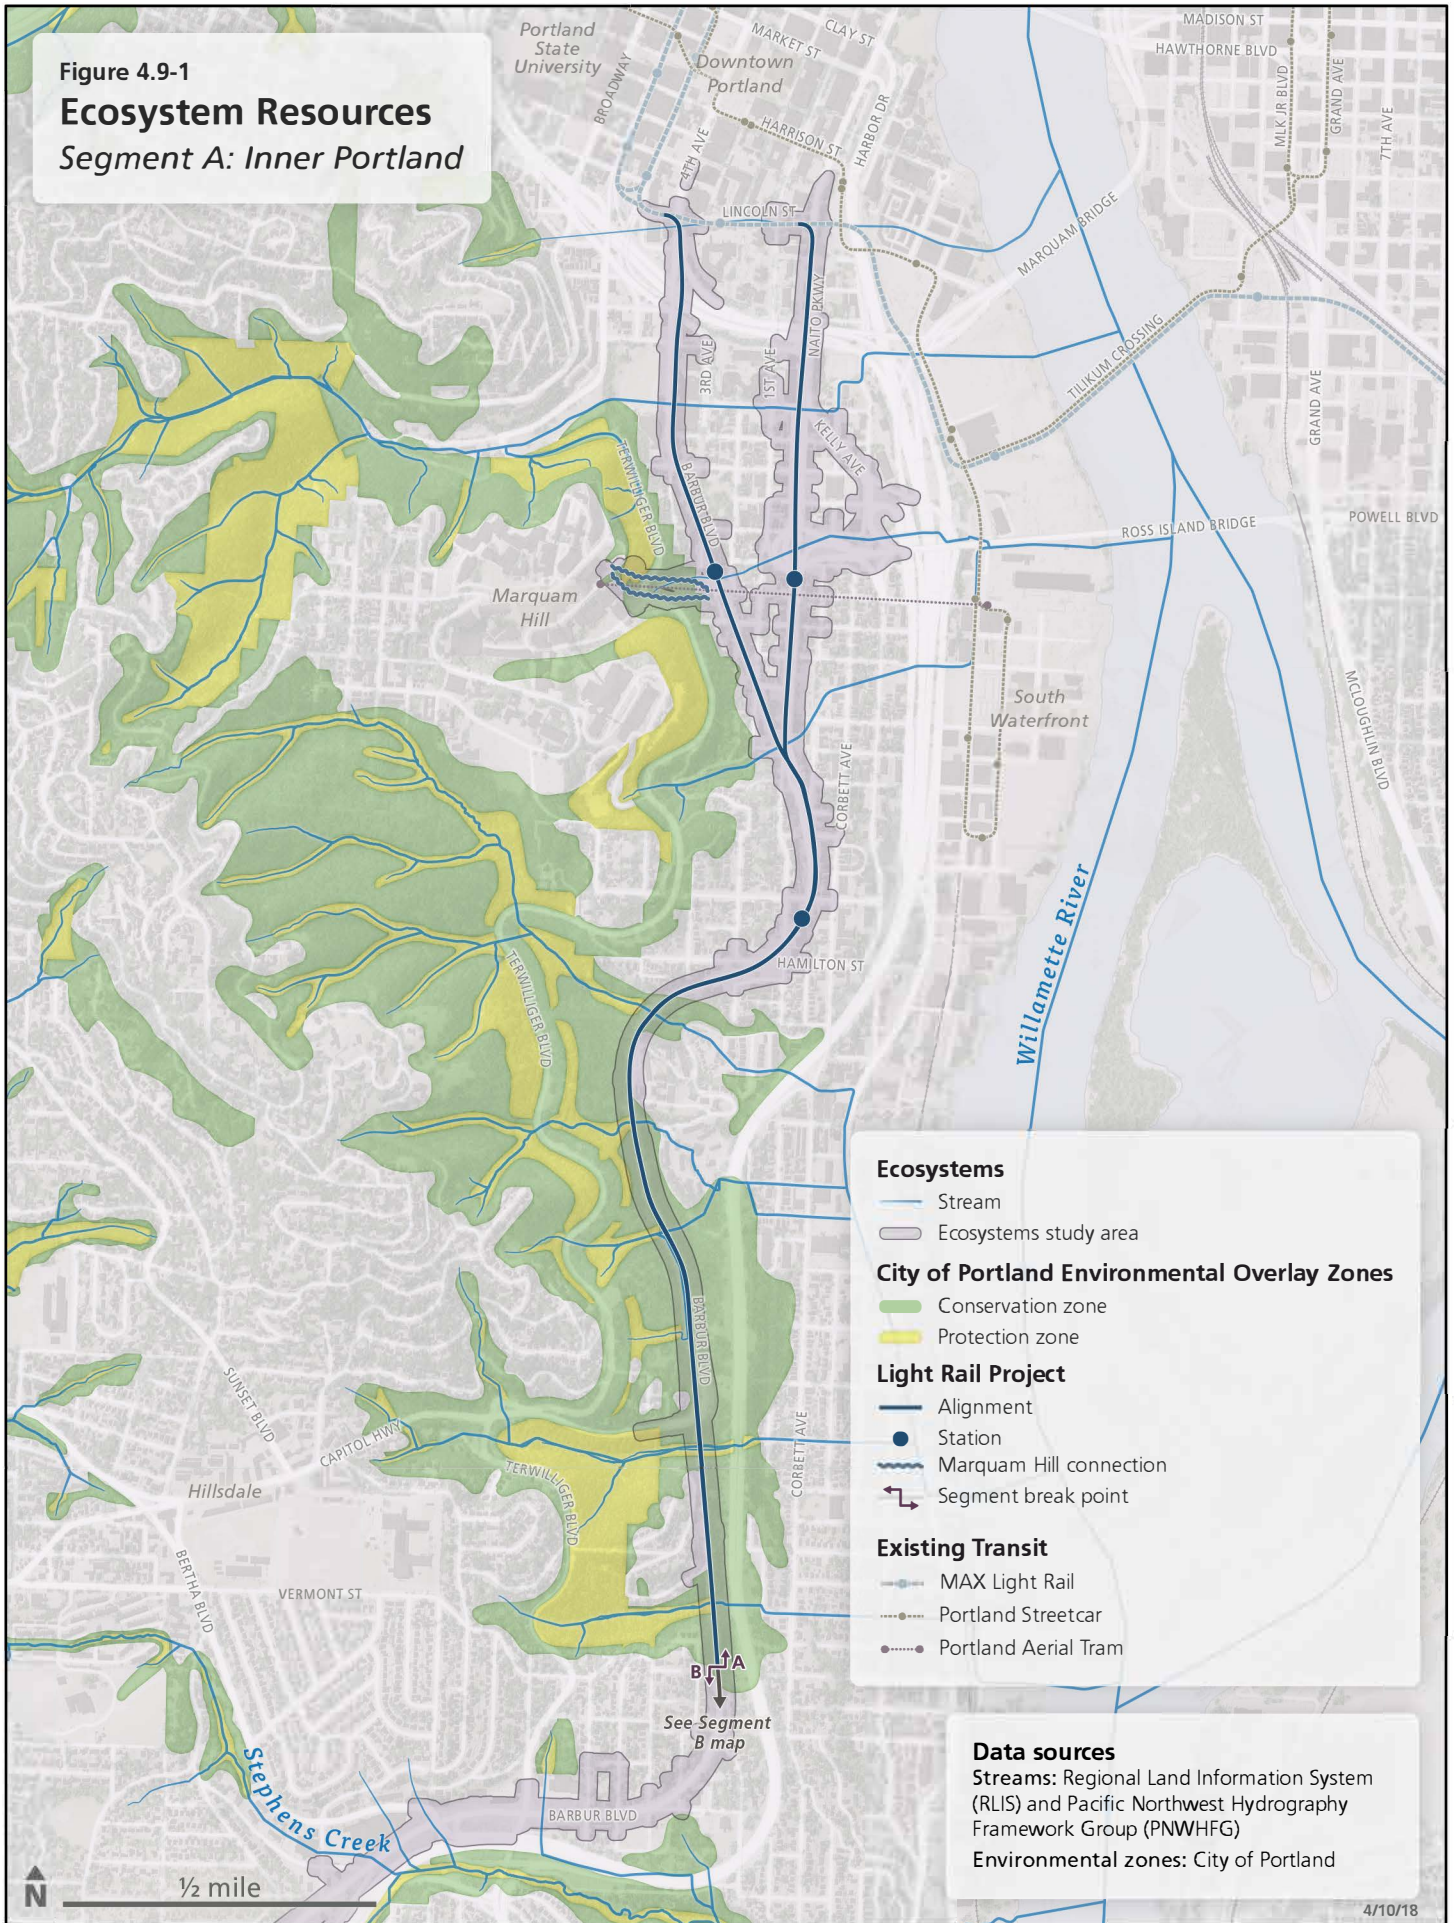 Figure 4.9-1
Ecosystem Resources
Segment A: Inner Portland
Portland
State
University
BROADWAY
MARKET ST
CLAY ST
Downtown
Portland
4TH AVE
HARRISON ST
HARBOR DR
MADISON ST
HAWTHORNE BLVD
MLK JR BLVD
GRAND AVE
7TH AVE
LINCOLN ST
MARQUAM BRIDGE
3RD AVE
1ST AVE
NAITO PKWY
TILIKUM CROSSING
GRAND AVE
KELLY AVE
TERWILLIGER BLVD
BARBUR BLVD
ROSS ISLAND BRIDGE
POWELL BLVD
Marquam
Hill
South
Waterfront
MCLOUGHLIN BLVD
CORBETT AVE
Willamette River
HAMILTON ST
TERWILLIGER BLVD
BARBUR BLVD
SUNSET BLVD
CAPITOL HWY
CORBETT AVE
Hillsdale
TERWILLIGER BLVD
BERTHA BLVD
VERMONT ST
B
A
See Segment
B map
Stephens Creek
BARBUR BLVD
N
½ mile
Ecosystems
Stream
Ecosystems study area
City of Portland Environmental Overlay Zones
Conservation zone
Protection zone
Light Rail Project
Alignment
Station
Marquam Hill connection
Segment break point
Existing Transit
MAX Light Rail
Portland Streetcar
Portland Aerial Tram
Data sources
Streams: Regional Land Information System
(RLIS) and Pacific Northwest Hydrography
Framework Group (PNWHFG)
Environmental zones: City of Portland
4/10/18